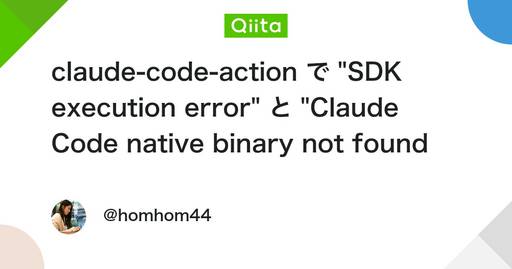 Qiita
claude-code-action で "SDK
execution error" と "Claude
Code native binary not found
@homhom44